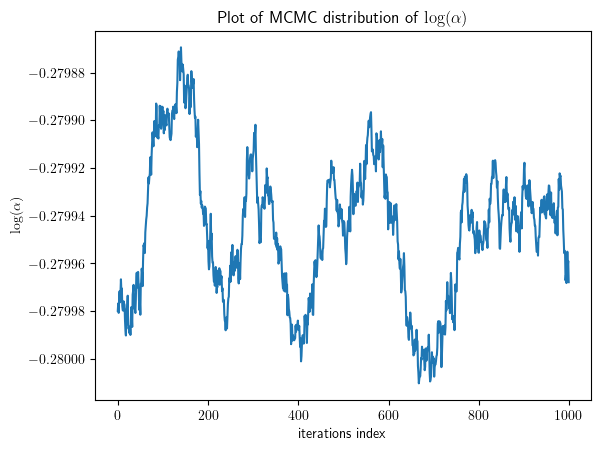 Plot of MCMC distribution of log(α)
−0.27988
−0.27990
−0.27992
−0.27994
−0.27996
−0.27998
−0.28000
log(α)
0 200 400 600 800 1000
iterations index